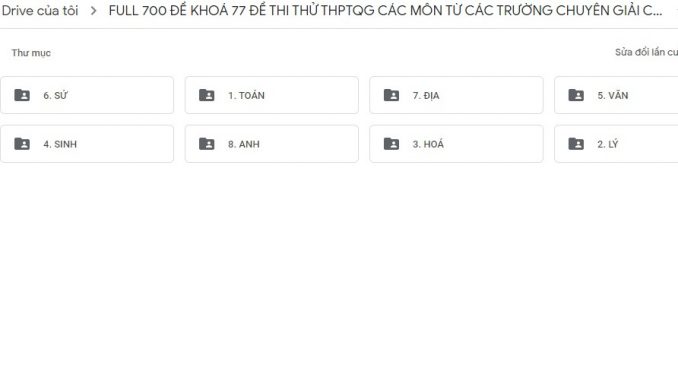 Drive của tôi > FULL 700 ĐỀ KHOÁ 77 ĐỀ THI THỬ THPTQG CÁC MÔN TỪ CÁC TRƯỜNG CHUYÊN GIẢI C...
Thư mục Sửa đổi lần
6. SỬ 1. TOÁN 7. ĐỊA 5. VĂN
4. SINH 8. ANH 3. HOÁ 2. LÝ